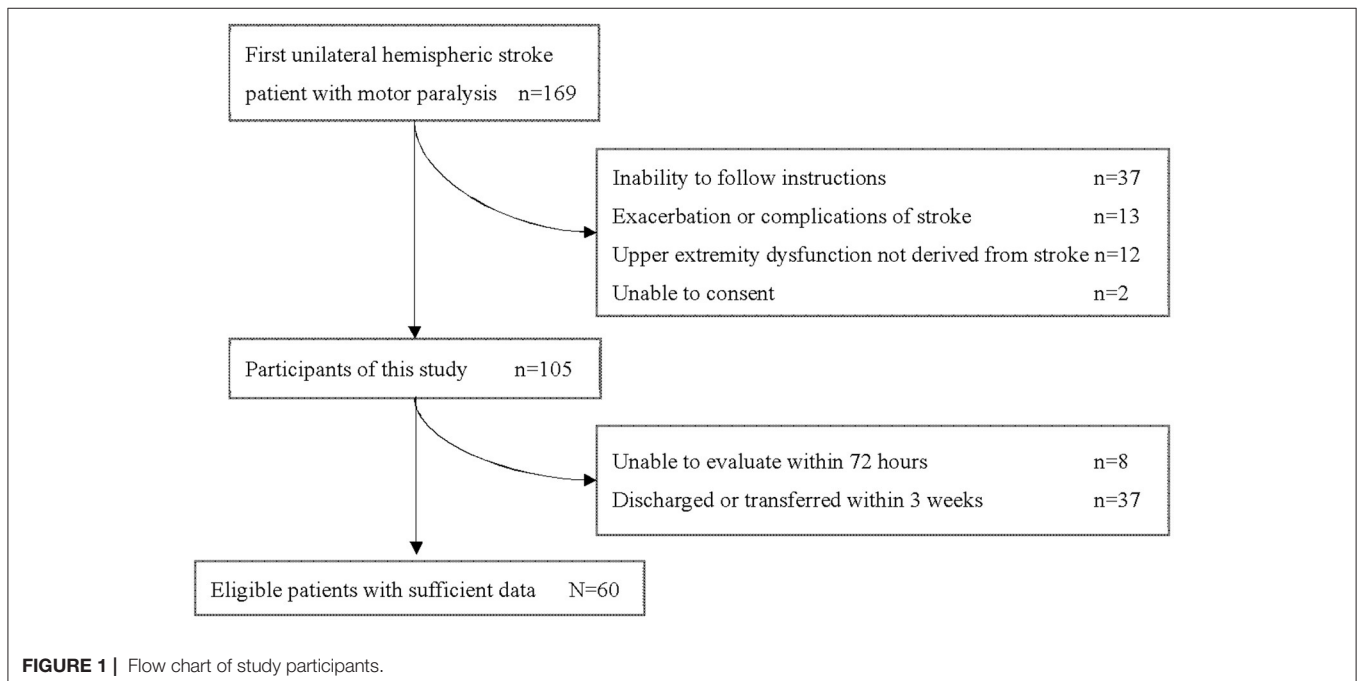 First unilateral hemispheric stroke
patient with motor paralysis n=169
Inability to follow instructions n=37
Exacerbation or complications of stroke n=13
Upper extremity dysfunction not derived from stroke n=12
Unable to consent n=2
Participants of this study n=105
Unable to evaluate within 72 hours n=8
Discharged or transferred within 3 weeks n=37
Eligible patients with sufficient data N=60
FIGURE 1 | Flow chart of study participants.